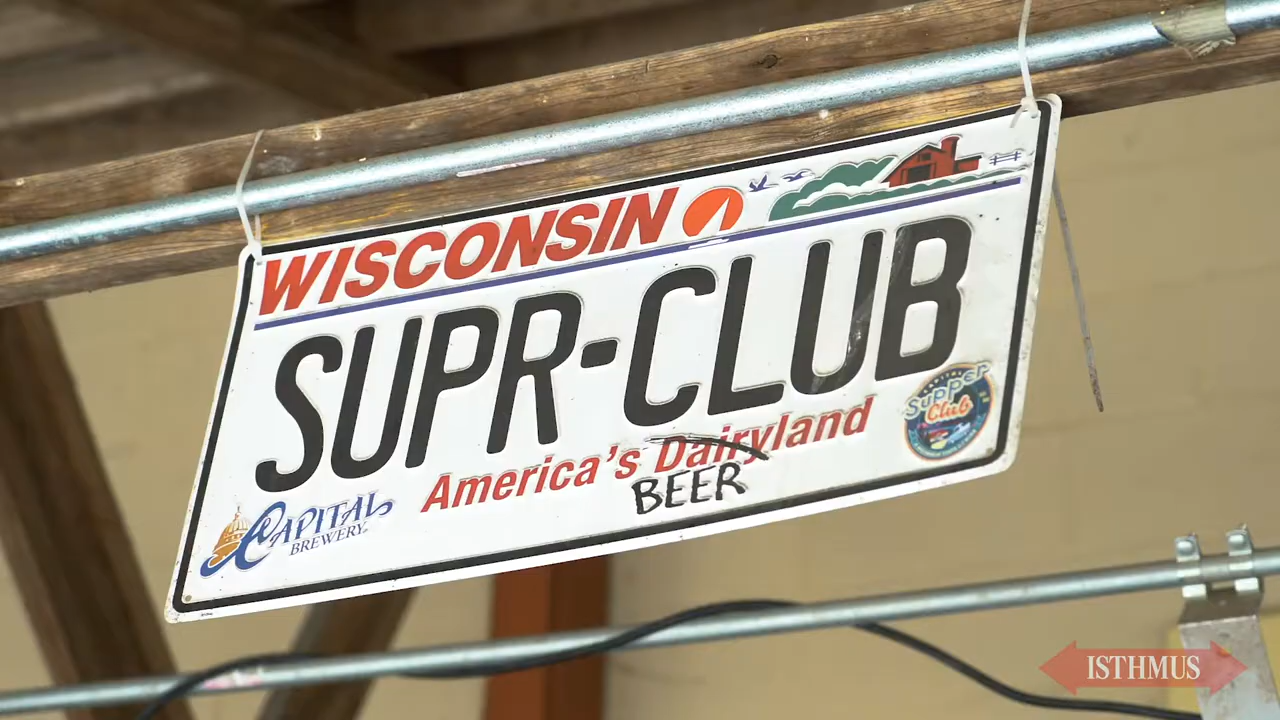 WISCONSIN
SUPR-CLUB
America's Dairyland
BEER
CAPITAL
BREWERY
Supper
Club
ISTHMUS